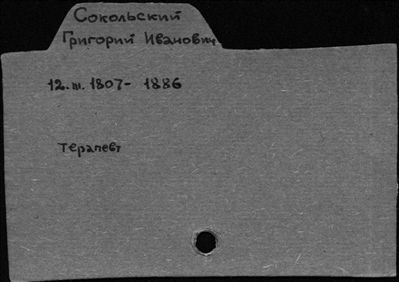 Сокольский
Григорий Иванович
12.III.1807- 1886
терапевт